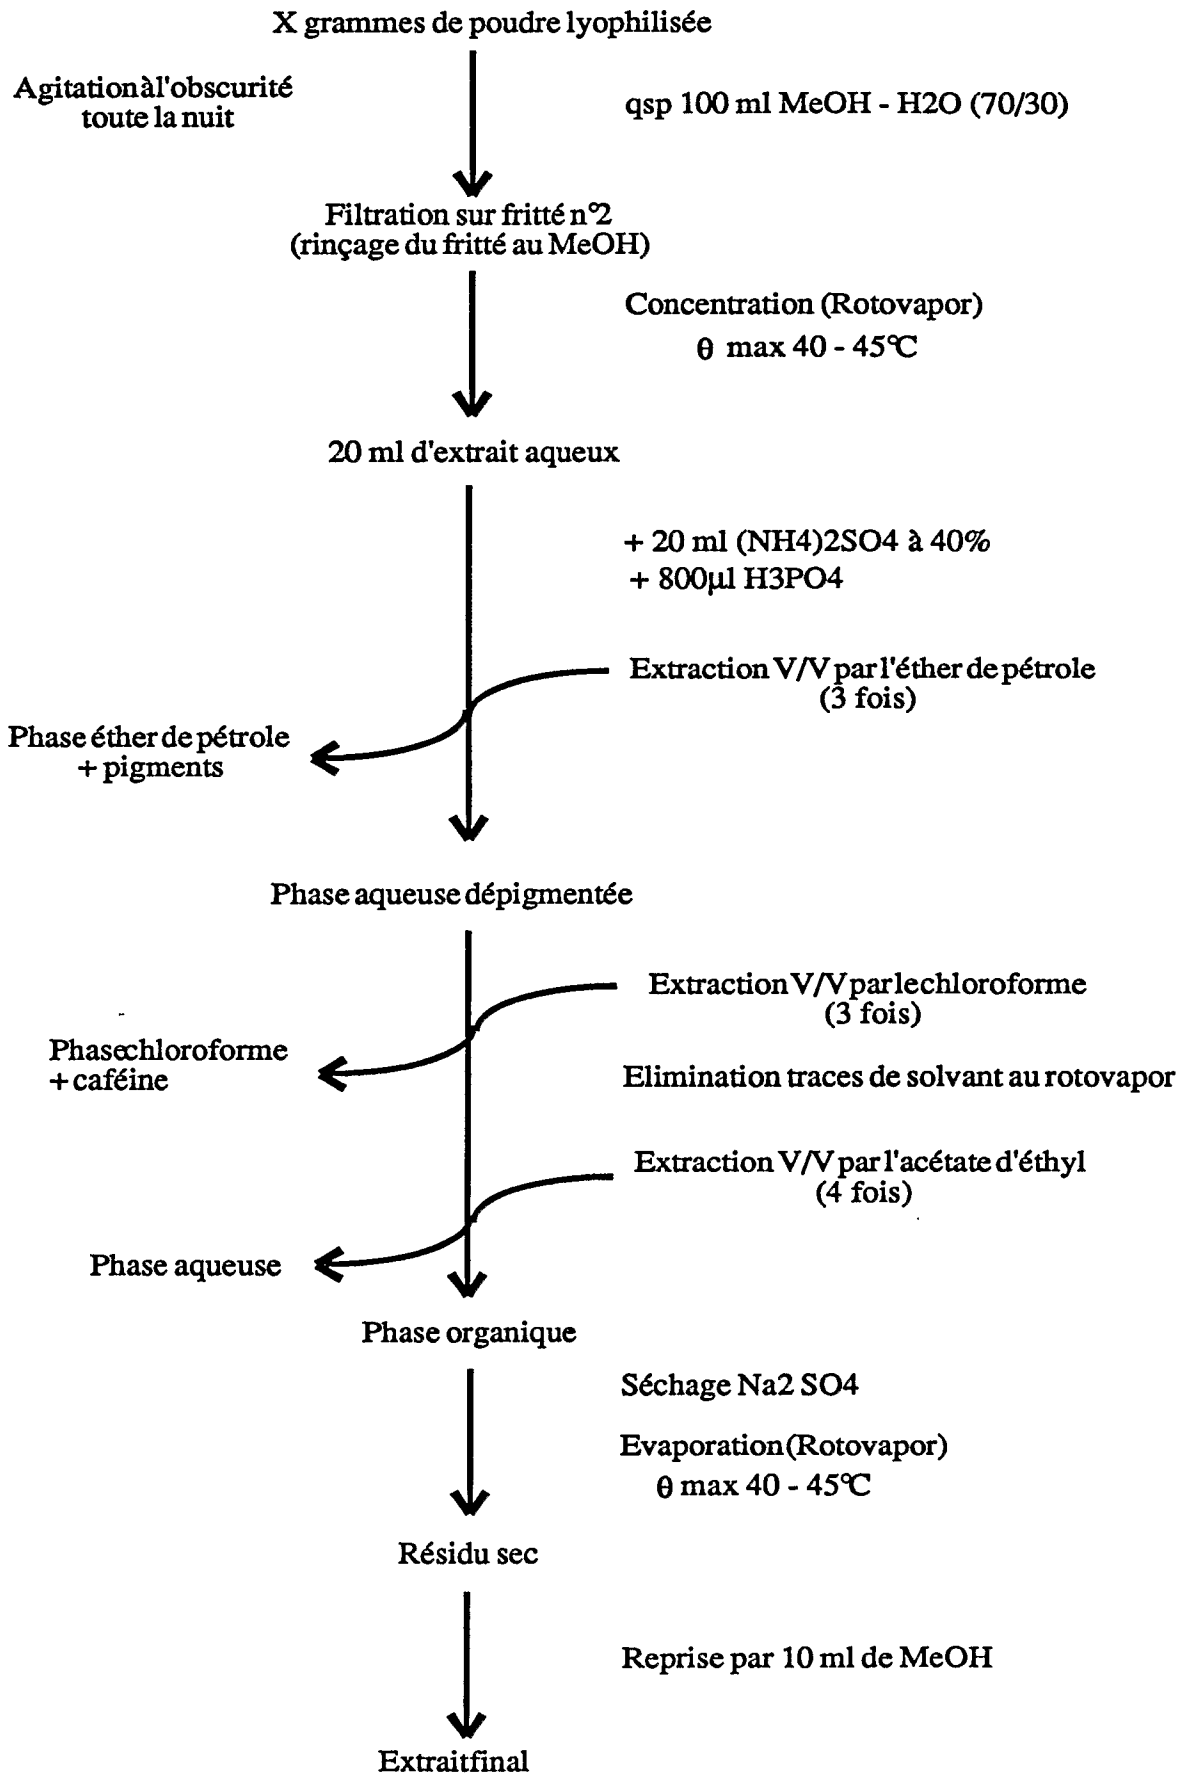 X grammes de poudre lyophilisée
Agitation à l'obscurité
toute la nuit
qsp 100 ml MeOH - H2O (70/30)
Filtration sur fritté n°2
(rinçage du fritté au MeOH)
Concentration (Rotovapor)
θ max 40 - 45°C
20 ml d'extrait aqueux
+ 20 ml (NH4)2SO4 à 40%
+ 800µl H3PO4
Extraction V/V par l'éther de pétrole
(3 fois)
Phase éther de pétrole
+ pigments
Phase aqueuse dépigmentée
Extraction V/V par le chloroforme
(3 fois)
Phase chloroforme
+ caféine
Elimination traces de solvant au rotovapor
Extraction V/V par l'acétate d'éthyl
(4 fois)
Phase aqueuse
Phase organique
Séchage Na2 SO4
Evaporation (Rotovapor)
θ max 40 - 45°C
Résidu sec
Reprise par 10 ml de MeOH
Extrait final